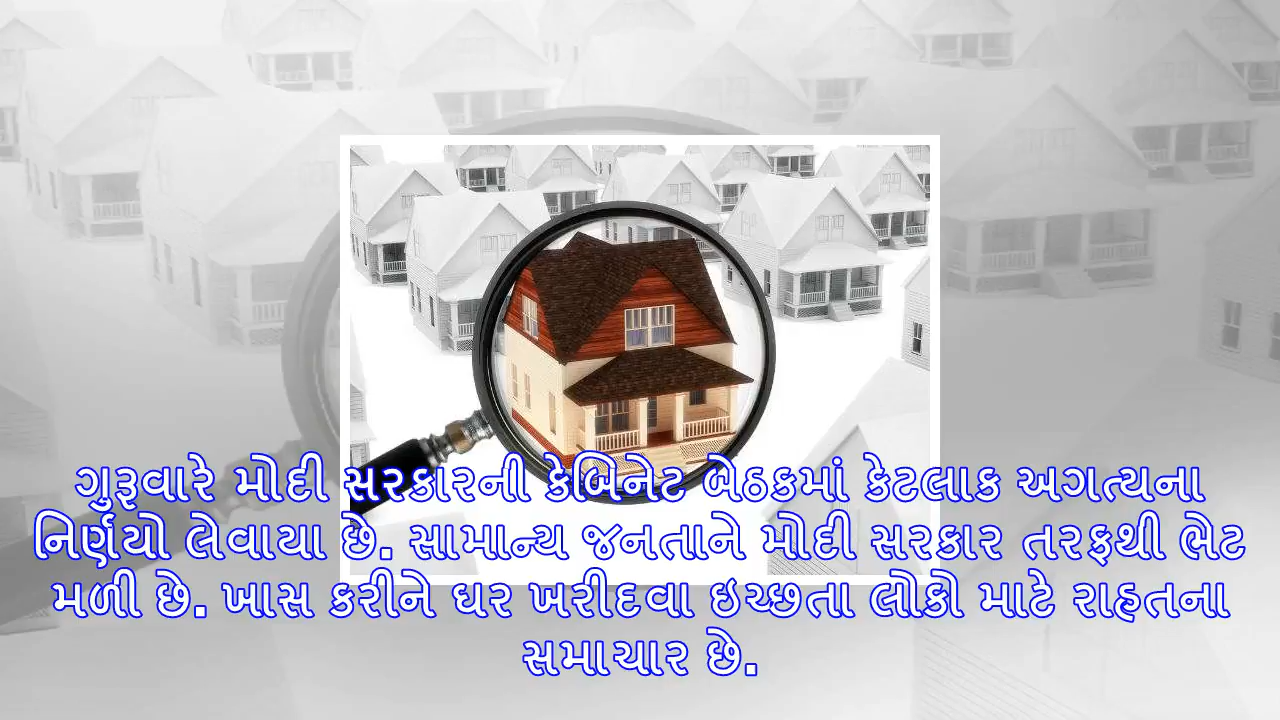 ગુરૂવારે મોદી સરકારની કેબિનેટ બેઠકમાં કેટલાક અગત્યના
નિર્ણયો લેવાયા છે. સામાન્ય જનતાને મોદી સરકાર તરફથી ભેટ
મળી છે. ખાસ કરીને ઘર ખરીદવા ઇચ્છતા લોકો માટે રાહતના
સમાચાર છે.